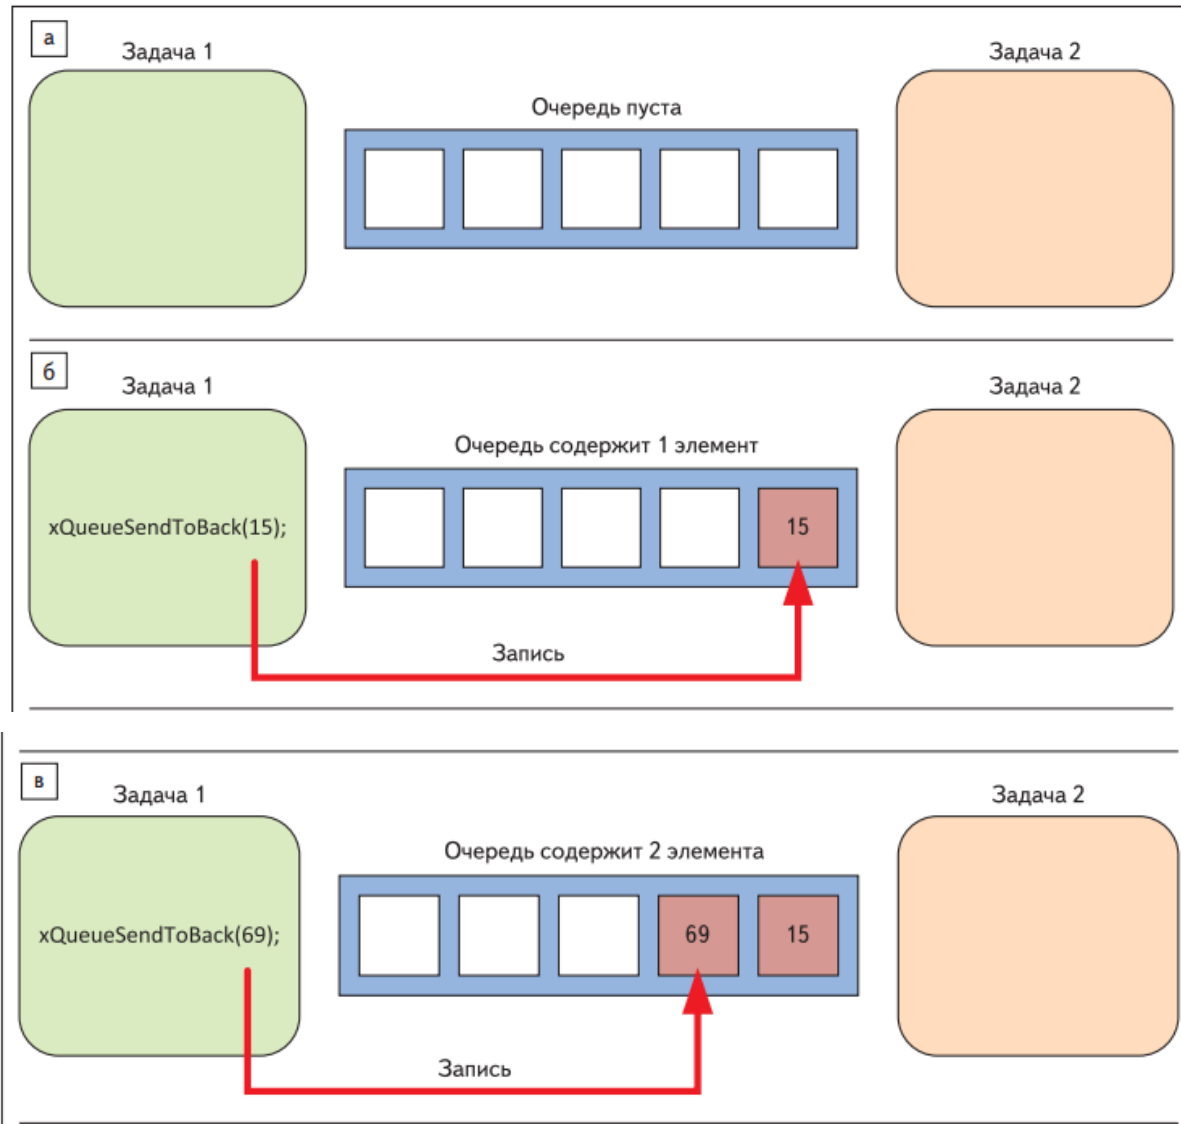 а
Задача 1
Задача 2
Очередь пуста
б
Задача 1
Задача 2
Очередь содержит 1 элемент
xQueueSendToBack(15);
15
Запись
в
Задача 1
Задача 2
Очередь содержит 2 элемента
xQueueSendToBack(69);
69 15
Запись